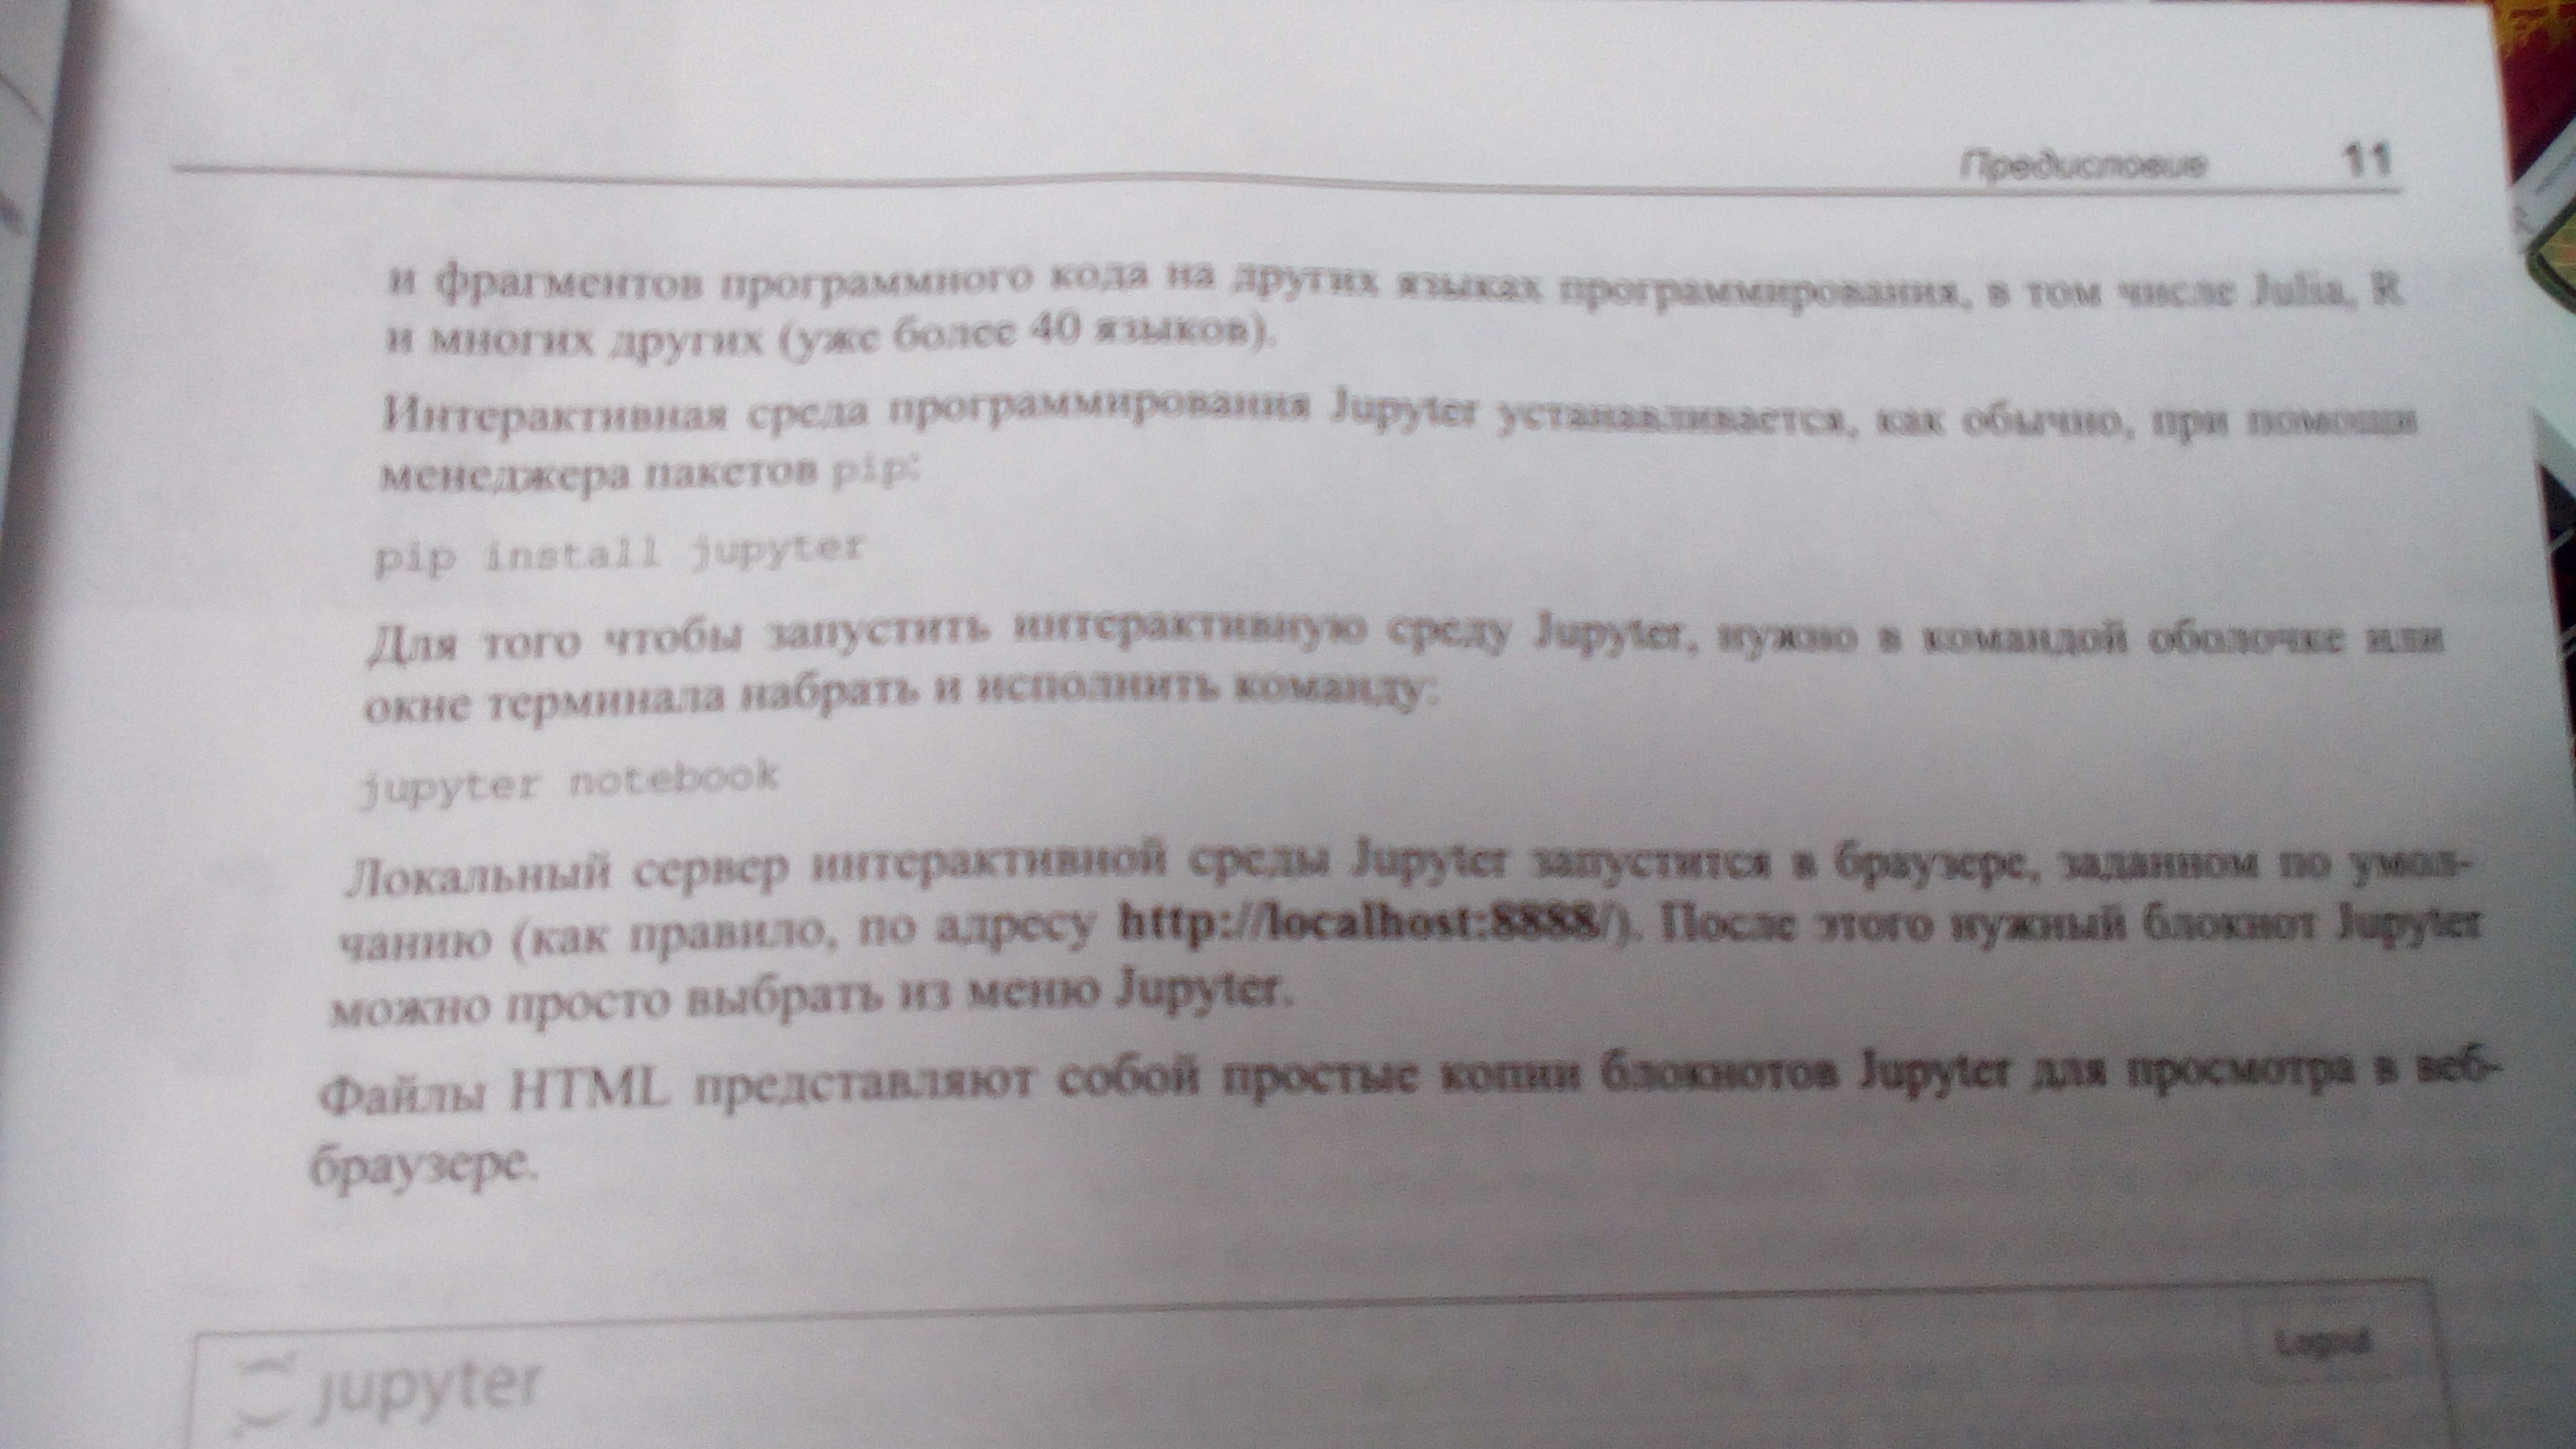 Предисловие 11
и фрагментов программного кода на других языках программирования, в том числе Julia, R
и многих других (уже более 40 языков).
Интерактивная среда программирования Jupyter устанавливается, как обычно, при помощи
менеджера пакетов pip:
pip install jupyter
Для того чтобы запустить интерактивную среду Jupyter, нужно в командой оболочке или
окне терминала набрать и исполнить команду:
jupyter notebook
Локальный сервер интерактивной среды Jupyter запустится в браузере, заданном по умол-
чанию (как правило, по адресу http://localhost:8888/). После этого нужный блокнот Jupyter
можно просто выбрать из меню Jupyter.
Файлы HTML представляют собой простые копии блокнотов Jupyter для просмотра в веб-
браузере.
jupyter Logout